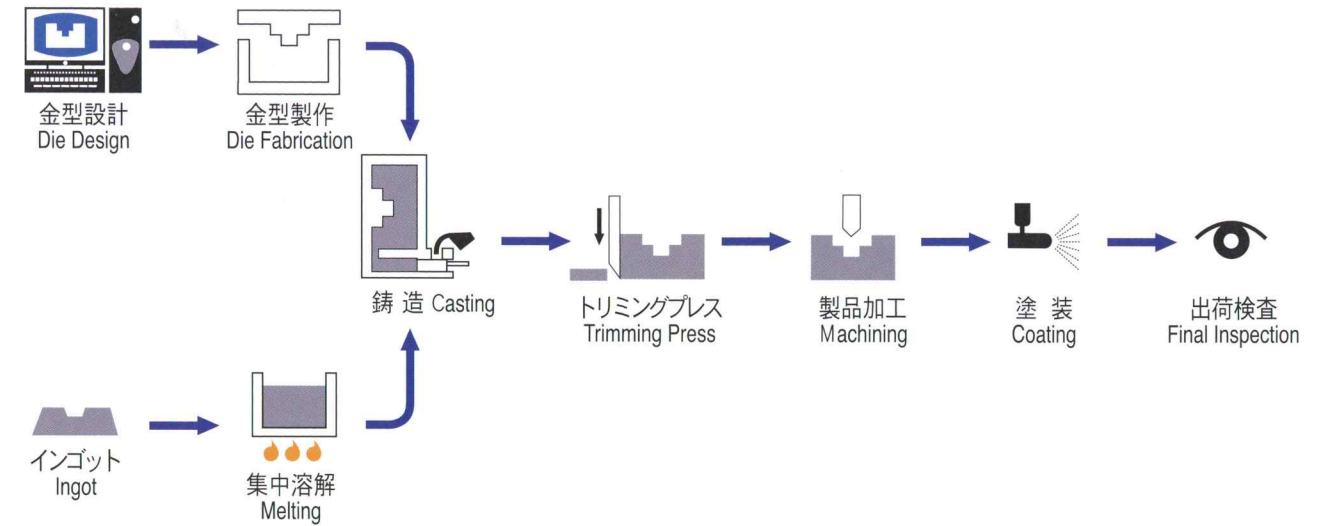 金型設計
Die Design
金型製作
Die Fabrication
鋳 造 Casting
トリミングプレス
Trimming Press
製品加工
Machining
塗 装
Coating
出荷検査
Final Inspection
インゴット
Ingot
集中溶解
Melting